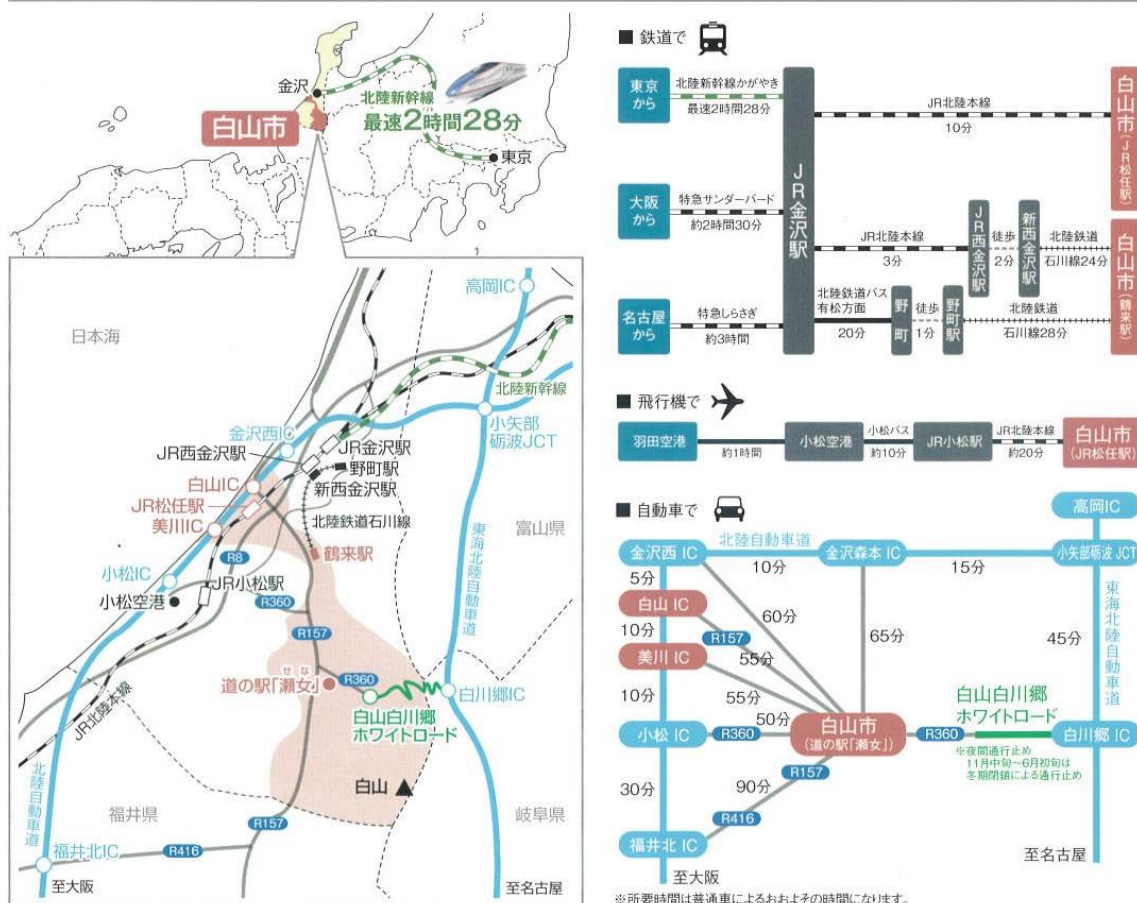 金沢
白山市
北陸新幹線
最速2時間28分
東京
日本海
高岡IC
北陸新幹線
金沢西IC
小矢部
砺波JCT
JR西金沢駅
JR金沢駅
野町駅
白山IC
新西金沢駅
JR松任駅
美川IC
北陸鉄道石川線
東海北陸自動車道
富山県
鶴来駅
R8
小松IC
JR小松駅
小松空港
R360
R157
せな
道の駅「瀬女」
R360
白川郷IC
白山白川郷
ホワイトロード
JR北陸本線
北陸自動車道
白山
福井県
岐阜県
R157
福井北IC
R416
至大阪
至名古屋
■ 鉄道で
東京
から
北陸新幹線かがやき
最速2時間28分
JR金沢駅
JR北陸本線
10分
白山市(JR松任駅)
大阪
から
特急サンダーバード
約2時間30分
JR北陸本線
3分
JR西金沢駅
徒歩
2分
新西金沢駅
北陸鉄道
石川線24分
白山市(鶴来駅)
名古屋
から
特急しらさぎ
約3時間
北陸鉄道バス
有松方面
20分
野町
徒歩
1分
野町駅
北陸鉄道
石川線28分
■ 飛行機で
羽田空港
約1時間
小松空港
小松バス
約10分
JR小松駅
JR北陸本線
約20分
白山市
(JR松任駅)
■ 自動車で
高岡IC
金沢西 IC
北陸自動車道
10分
金沢森本 IC
15分
小矢部砺波 JCT
5分
白山 IC
60分
65分
45分
東海北陸自動車道
10分
R157
55分
美川 IC
10分
55分
50分
小松 IC
R360
白山市
(道の駅「瀬女」)
R360
白山白川郷
ホワイトロード
白川郷 IC
※夜間通行止め
11月中旬～6月初旬は
冬期閉鎖による通行止め
30分
90分
R157
R416
福井北 IC
至大阪
至名古屋
※所要時間は普通車によるおおよその時間になります。